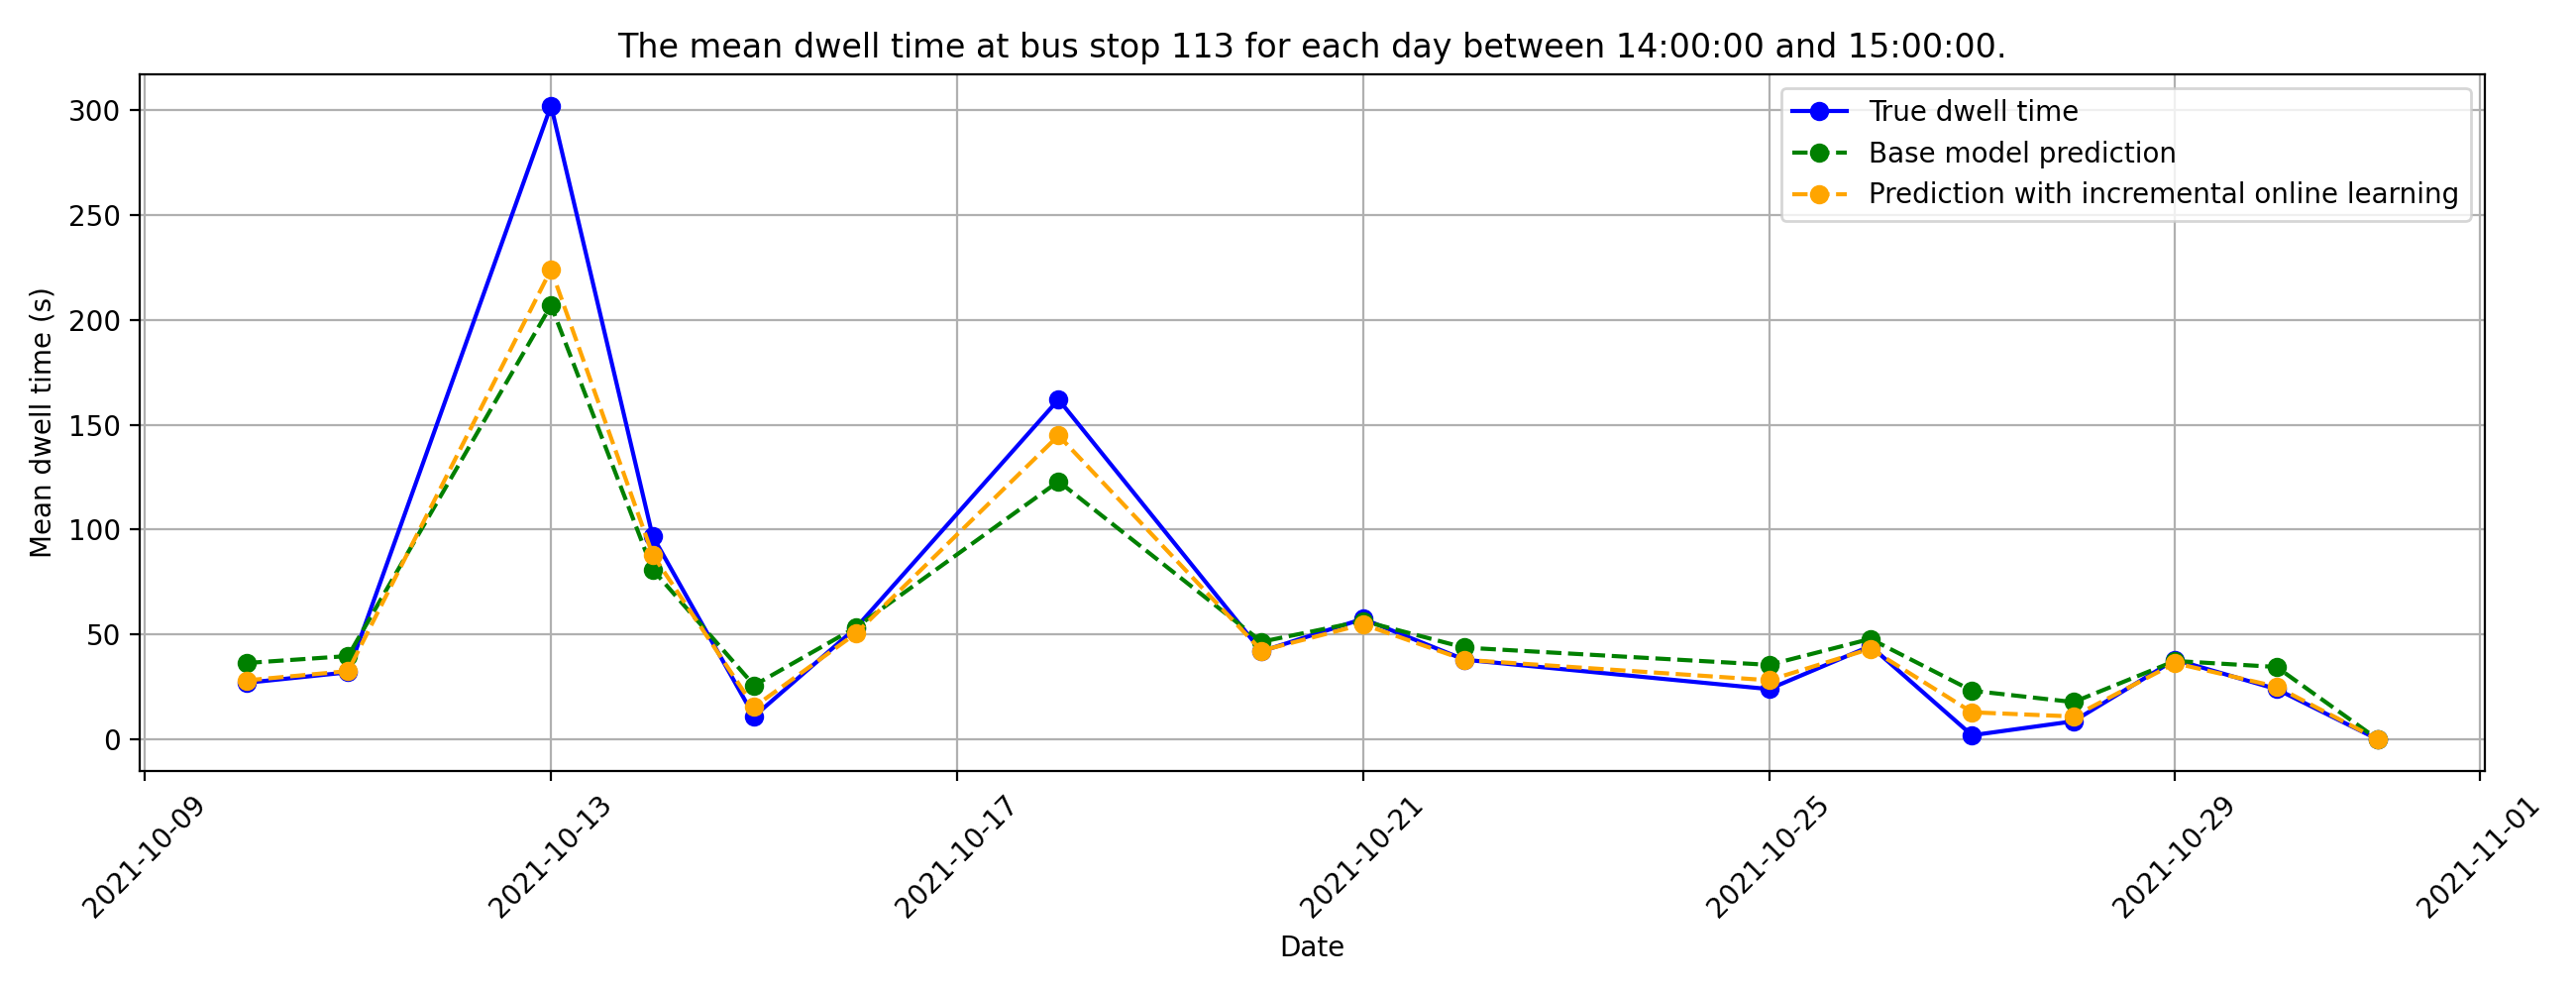 The mean dwell time at bus stop 113 for each day between 14:00:00 and 15:00:00.
True dwell time
Base model prediction
Prediction with incremental online learning
Mean dwell time (s)
300
250
200
150
100
50
0
2021-10-09
2021-10-13
2021-10-17
2021-10-21
2021-10-25
2021-10-29
2021-11-01
Date